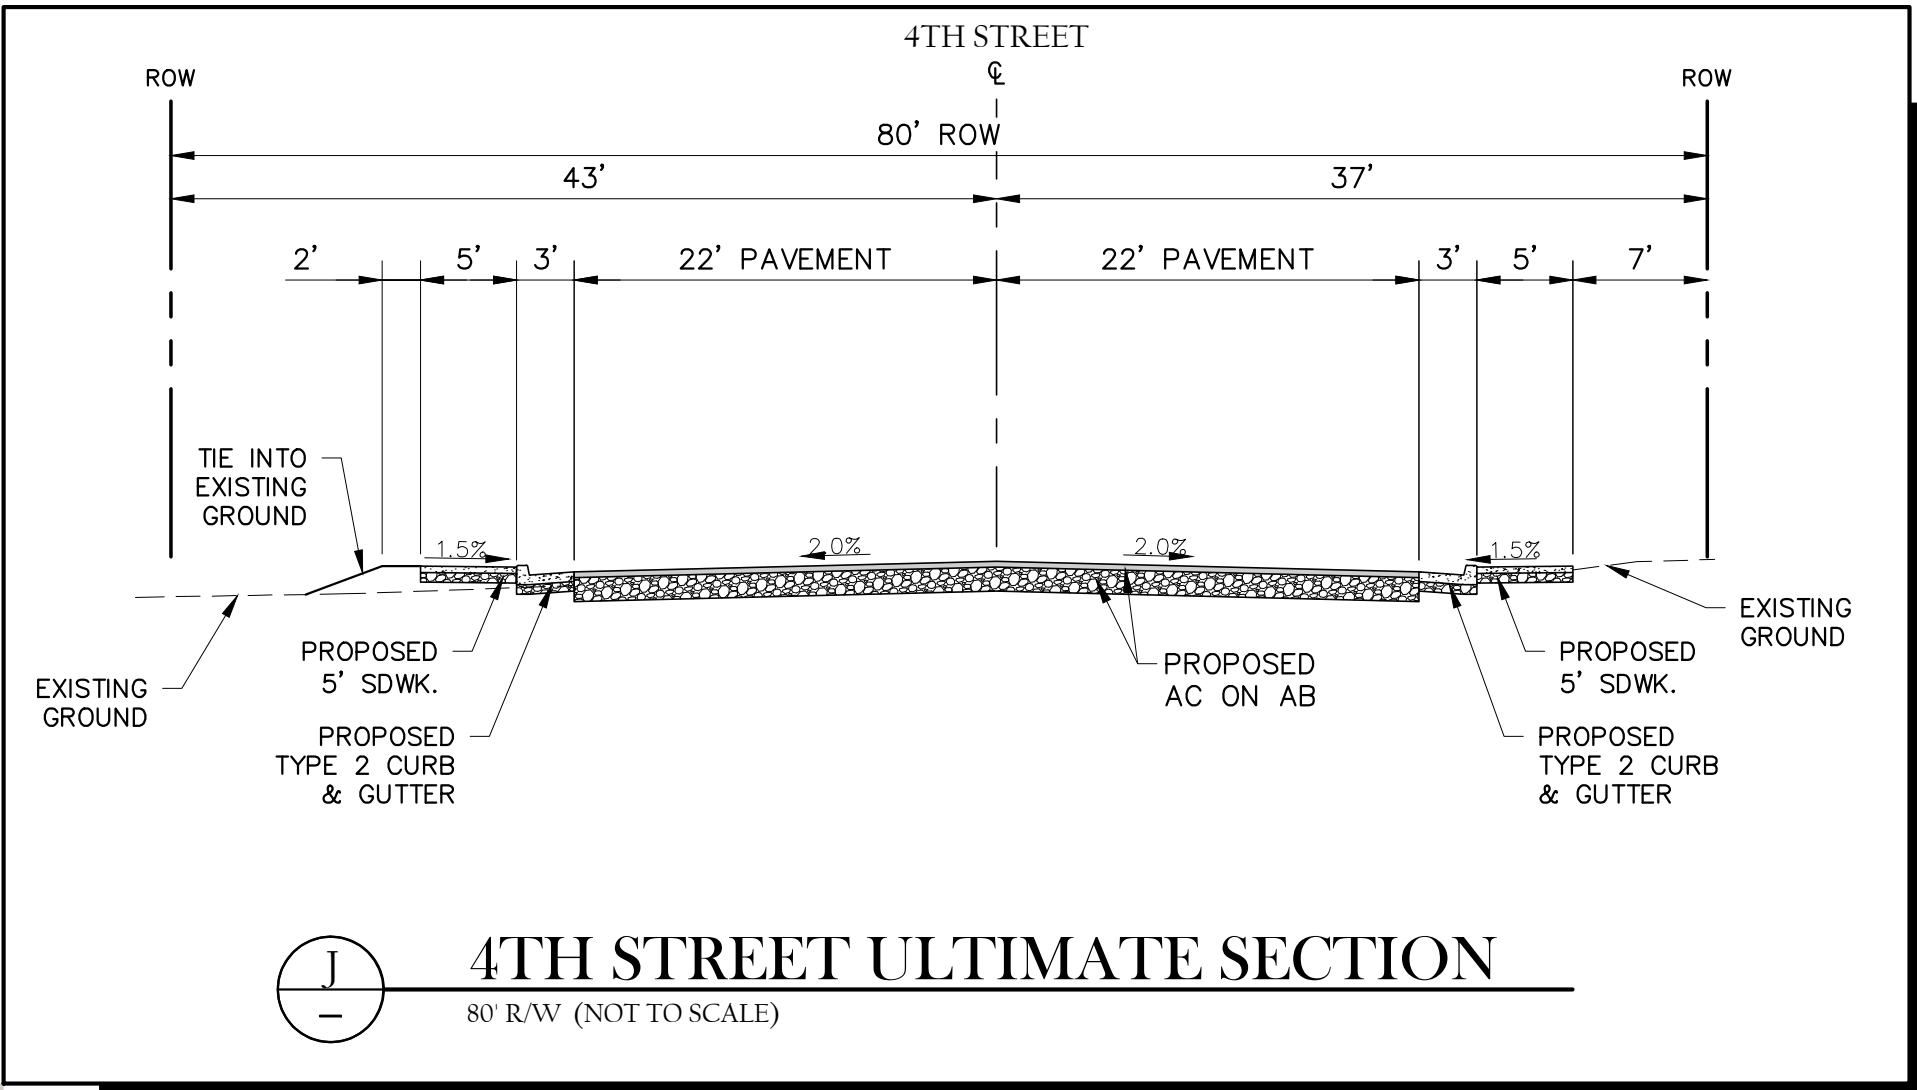 4TH STREET
℄
ROW
ROW
80' ROW
43'
37'
2'
5'
3'
22' PAVEMENT
22' PAVEMENT
3'
5'
7'
TIE INTO
EXISTING
GROUND
1.5%
2.0%
2.0%
1.5%
EXISTING
GROUND
PROPOSED
5' SDWK.
PROPOSED
AC ON AB
PROPOSED
5' SDWK.
EXISTING
GROUND
PROPOSED
TYPE 2 CURB
& GUTTER
PROPOSED
TYPE 2 CURB
& GUTTER
J
–
4TH STREET ULTIMATE SECTION
80' R/W (NOT TO SCALE)